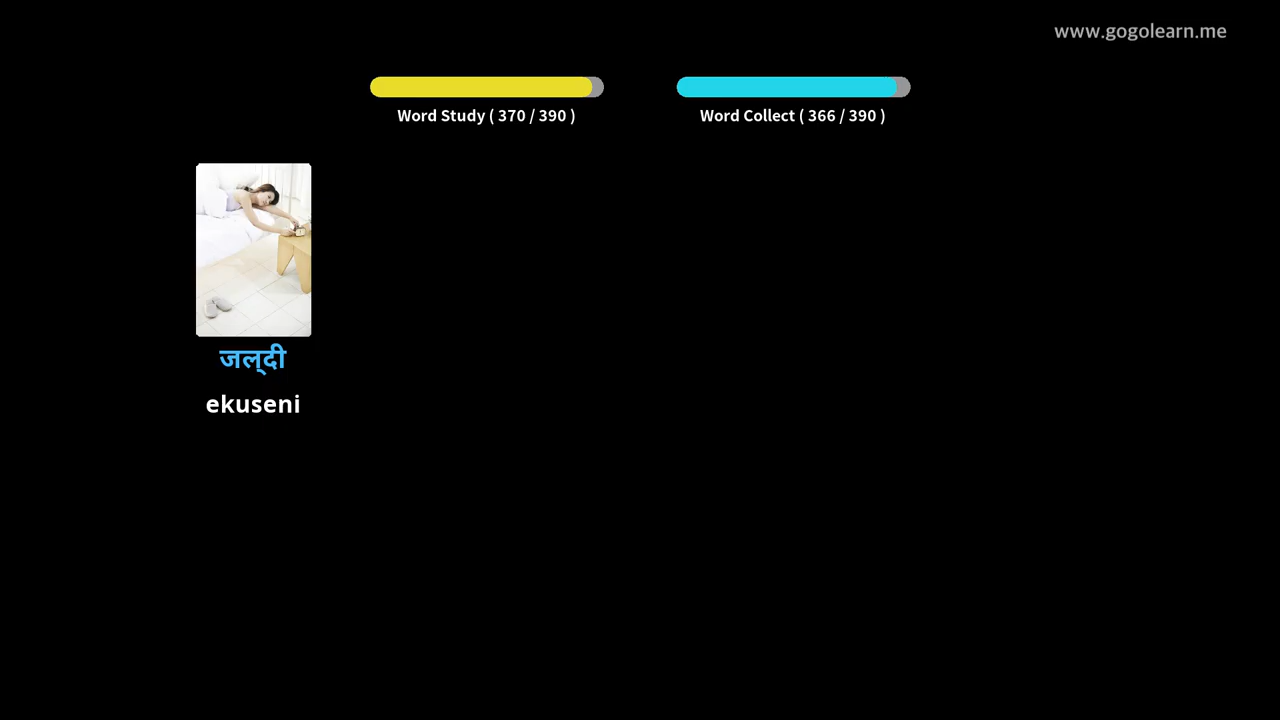 www.gogolearn.me
Word Study ( 370 / 390 )
Word Collect ( 366 / 390 )
जल्‌दी
ekuseni